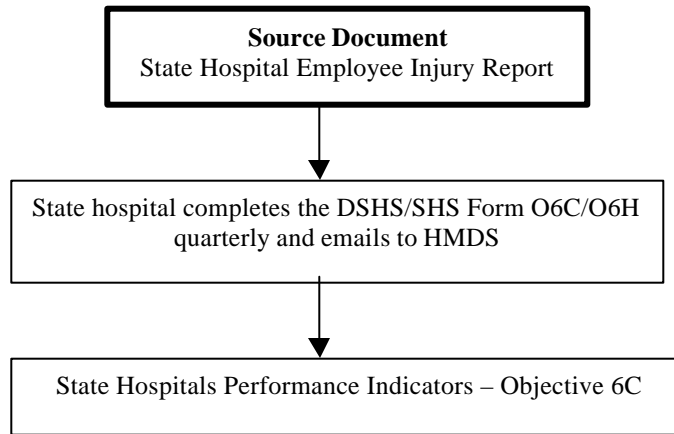 Source Document
State Hospital Employee Injury Report
State hospital completes the DSHS/SHS Form O6C/O6H
quarterly and emails to HMDS
State Hospitals Performance Indicators – Objective 6C